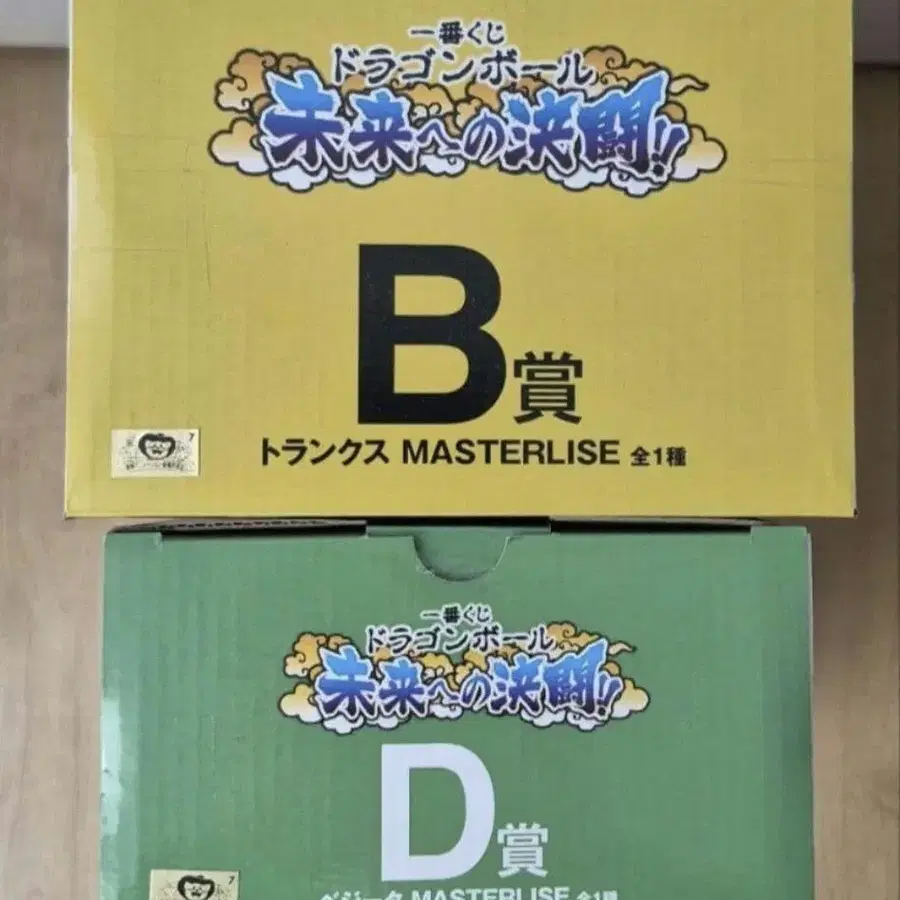 一番くじ
ドラゴンボール
未来への決闘!!
B賞
トランクス MASTERLISE 全1種
7
一番くじ
ドラゴンボール
未来への決闘!!
D賞
7
ベジータ MASTERLISE 全1種